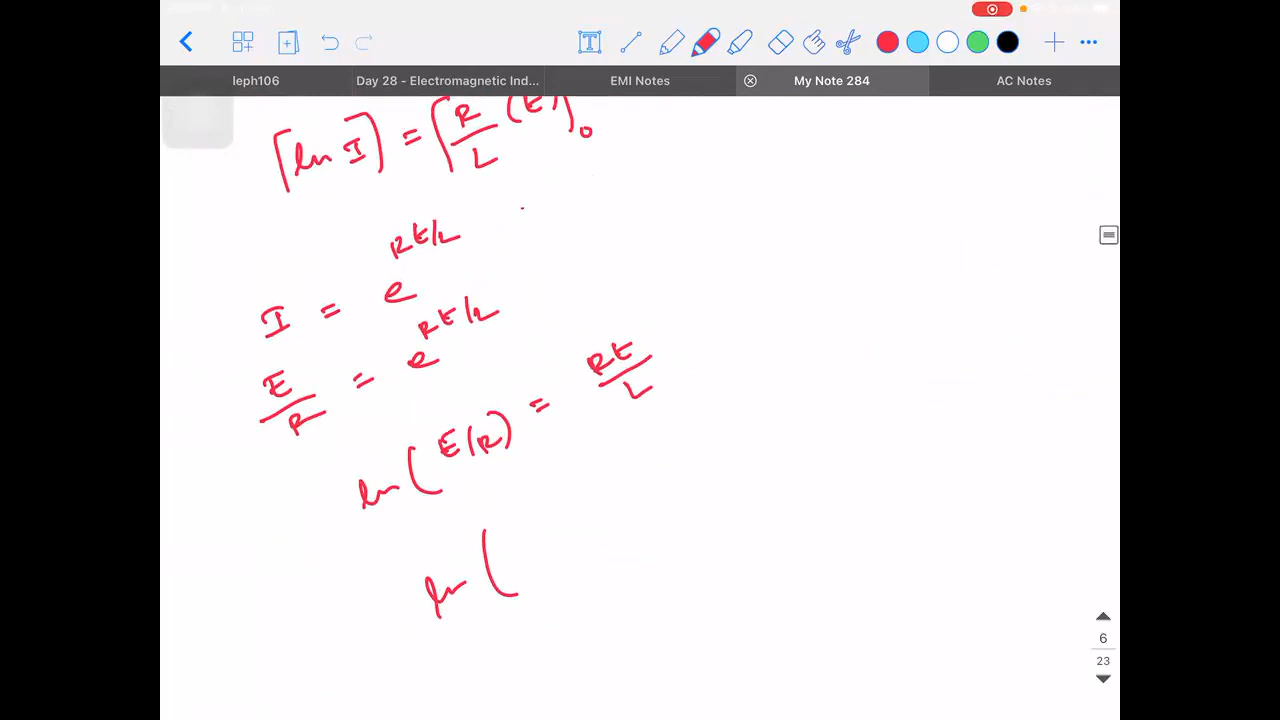 leph106 Day 28 - Electromagnetic Ind... EMI Notes My Note 284 AC Notes
[ln I] = [R/L (t)]0
I = e^Rt/L
E/R = e^Rt/L
ln(E/R) = Rt/L
ln(
6
23